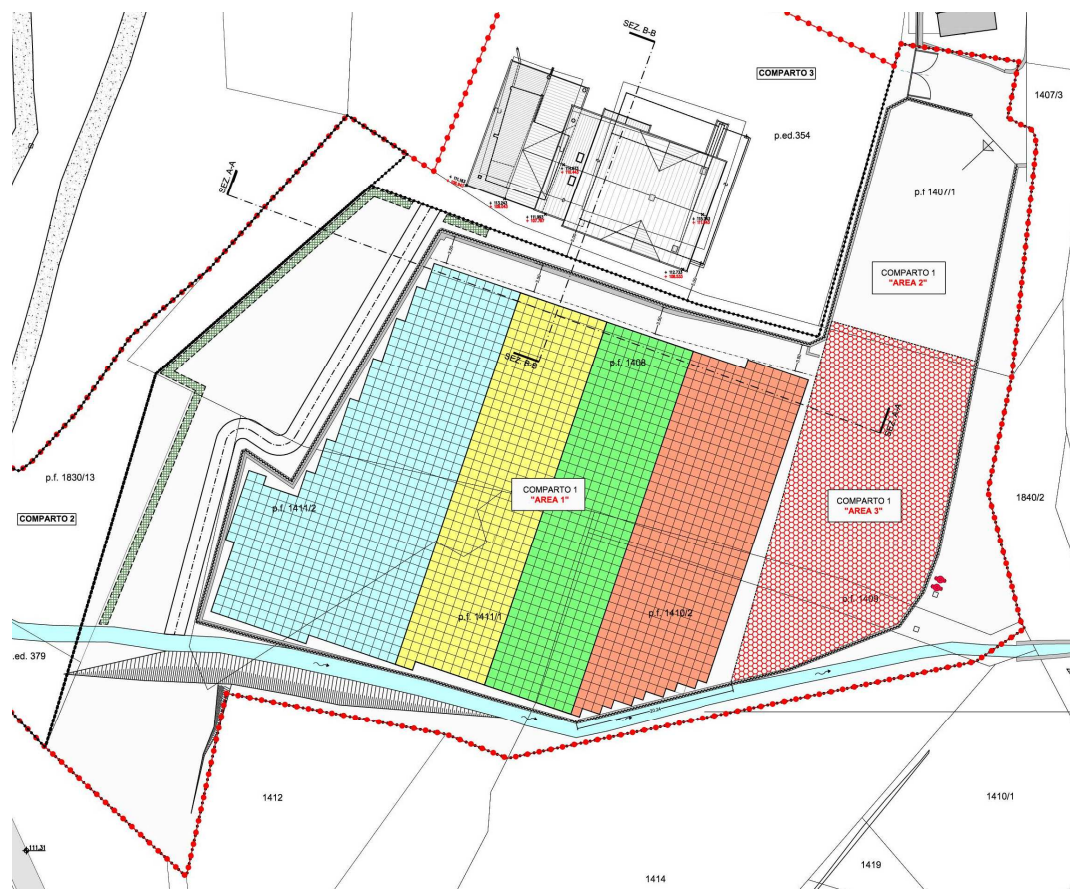 SEZ. B-B
COMPARTO 3
1407/3
p.ed.354
SEZ. A-A
p.f 1407/1
COMPARTO 1
"AREA 2"
p.f. 1408
SEZ. B-B
SEZ. A-A
p.f. 1830/13
COMPARTO 2
p.f. 1411/2
COMPARTO 1
"AREA 1"
COMPARTO 1
"AREA 3"
1840/2
p.f. 1411/1
p.f. 1410/2
p.f. 1409
.ed. 379
1412
1410/1
111.31
1419
1414